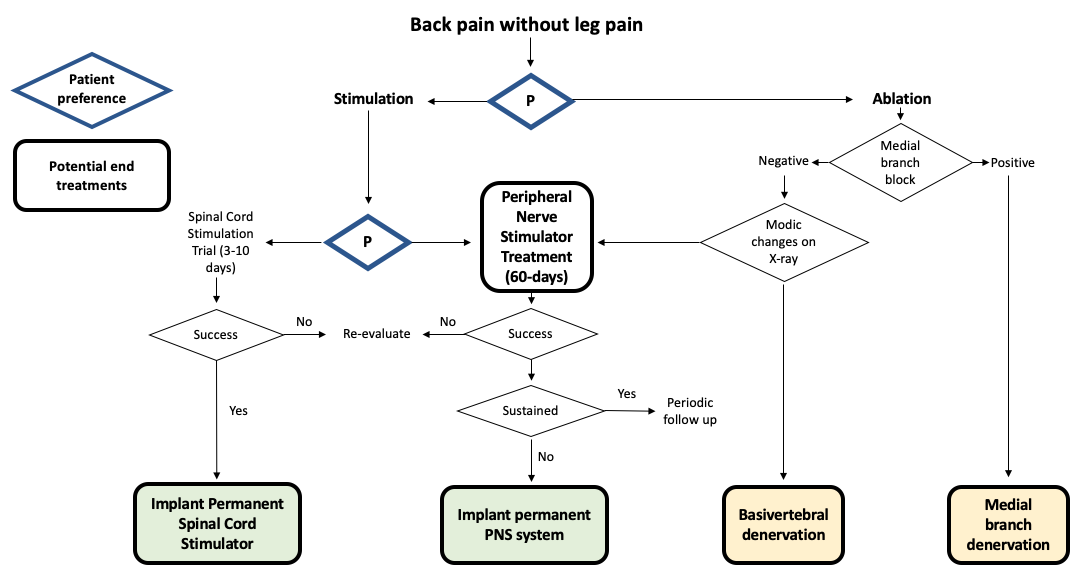 Back pain without leg pain
Patient
preference
Stimulation
P
Ablation
Potential end
treatments
Medial
branch
block
Negative
Positive
Spinal Cord
Stimulation
Trial (3-10
days)
P
Peripheral
Nerve
Stimulator
Treatment
(60-days)
Modic
changes on
X-ray
Success
No
Re-evaluate
No
Success
Yes
Sustained
Yes
Periodic
follow up
No
Implant Permanent
Spinal Cord
Stimulator
Implant permanent
PNS system
Basivertebral
denervation
Medial
branch
denervation